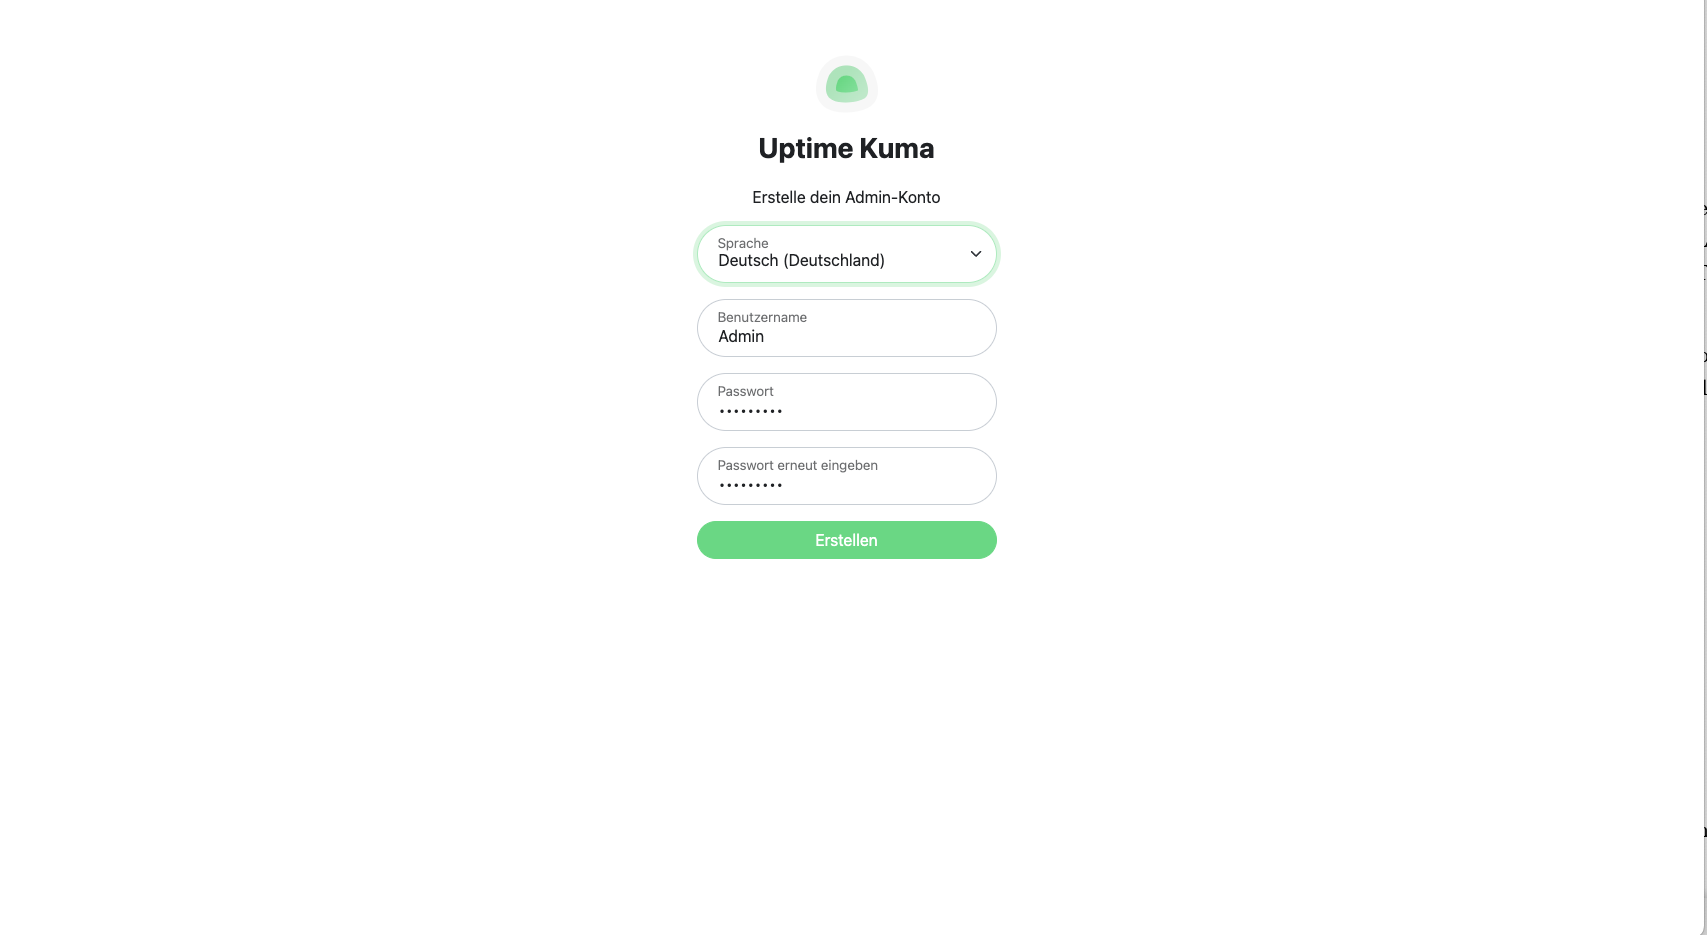 Uptime Kuma
Erstelle dein Admin-Konto
Sprache
Deutsch (Deutschland)
Benutzername
Admin
Passwort
•••••••••
Passwort erneut eingeben
•••••••••
Erstellen